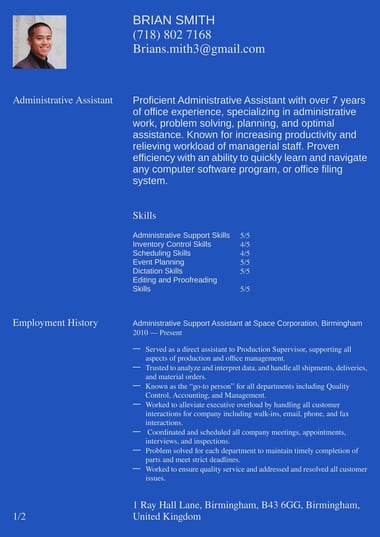 BRIAN SMITH
(718) 802 7168
Brians.mith3@gmail.com
Administrative Assistant
Proficient Administrative Assistant with over 7 years
of office experience, specializing in administrative
work, problem solving, planning, and optimal
assistance. Known for increasing productivity and
relieving workload of managerial staff. Proven
efficiency with an ability to quickly learn and navigate
any computer software program, or office filing
system.
Skills
Administrative Support Skills 5/5
Inventory Control Skills 4/5
Scheduling Skills 4/5
Event Planning 5/5
Dictation Skills 5/5
Editing and Proofreading
Skills 5/5
Employment History
Administrative Support Assistant at Space Corporation, Birmingham
2010 — Present
— Served as a direct assistant to Production Supervisor, supporting all
aspects of production and office management.
— Trusted to analyze and interpret data, and handle all shipments, deliveries,
and material orders.
— Known as the “go-to person” for all departments including Quality
Control, Accounting, and Management.
— Worked to alleviate executive overload by handling all customer
interactions for company including walk-ins, email, phone, and fax
interactions.
— Coordinated and scheduled all company meetings, appointments,
interviews, and inspections.
— Problem solved for each department to maintain timely completion of
parts and meet strict deadlines.
— Worked to ensure quality service and addressed and resolved all customer
issues.
1 Ray Hall Lane, Birmingham, B43 6GG, Birmingham,
United Kingdom
1/2